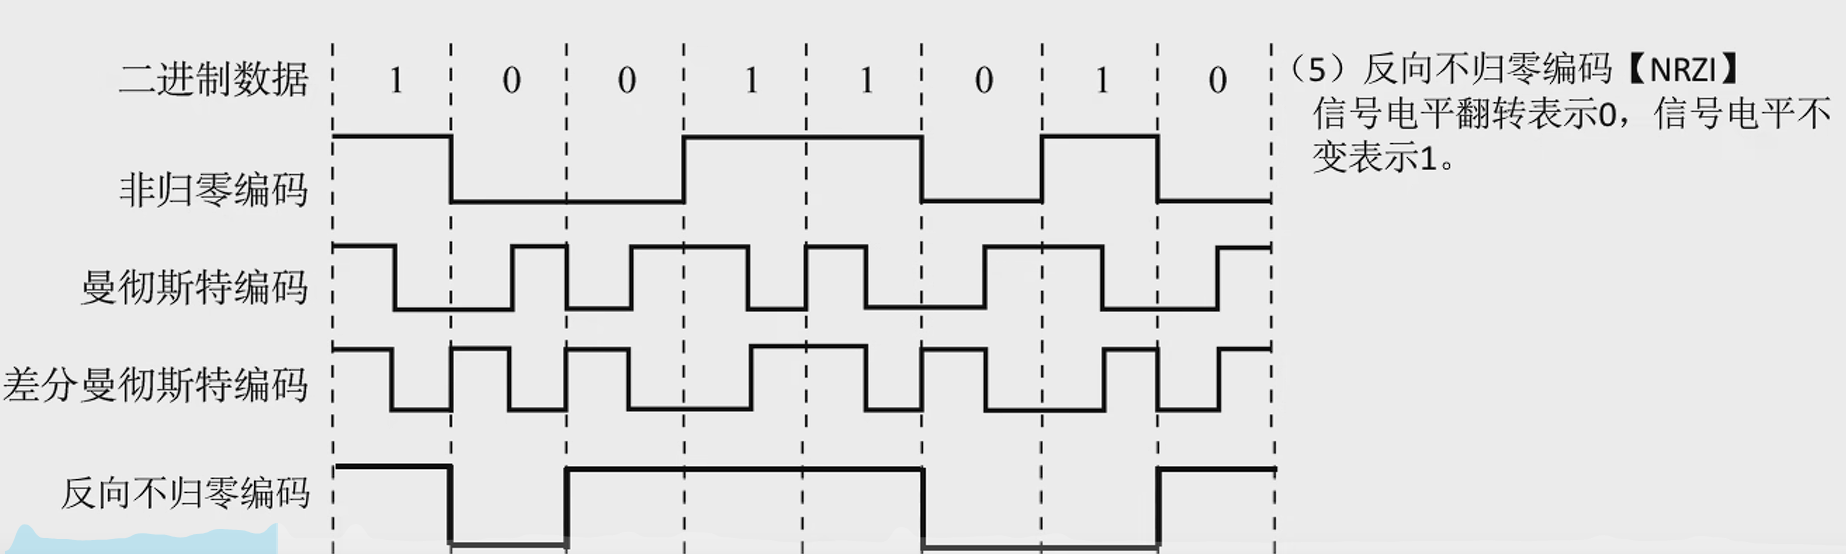 二进制数据 1 0 0 1 1 0 1 0
非归零编码
曼彻斯特编码
差分曼彻斯特编码
反向不归零编码
（5）反向不归零编码【NRZI】
信号电平翻转表示0，信号电平不
变表示1。